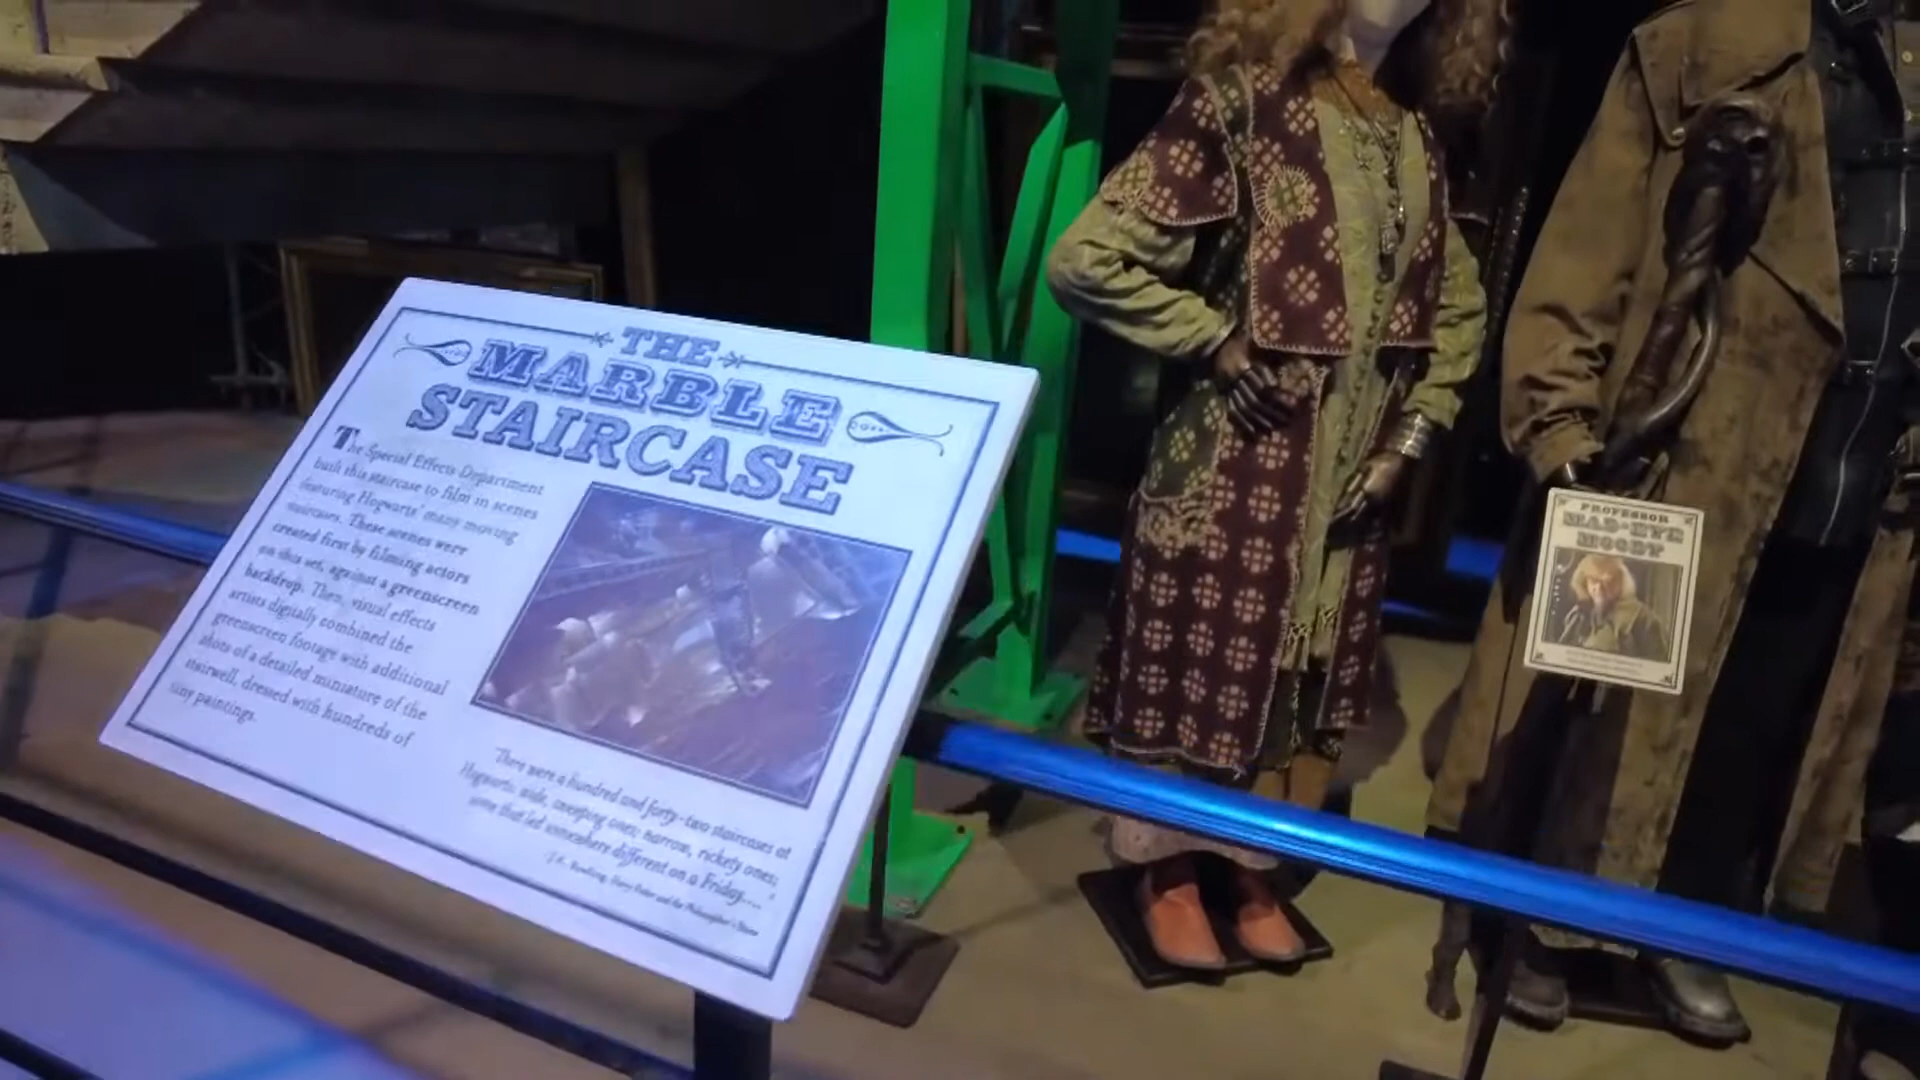 THE
MARBLE
STAIRCASE
The Special Effects Department
built this staircase to film in scenes
featuring Hogwarts' many moving
staircases. These scenes were
created first by filming actors
on this set, against a greenscreen
backdrop. Then, visual effects
artists digitally combined the
greenscreen footage with additional
shots of a detailed miniature of the
stairwell, dressed with hundreds of
tiny paintings.
"There were a hundred and forty-two staircases at
Hogwarts: wide, sweeping ones; narrow, rickety ones;
some that led somewhere different on a Friday...."
-J.K. Rowling, Harry Potter and the Philosopher's Stone
PROFESSOR
MAD-EYE
MOODY